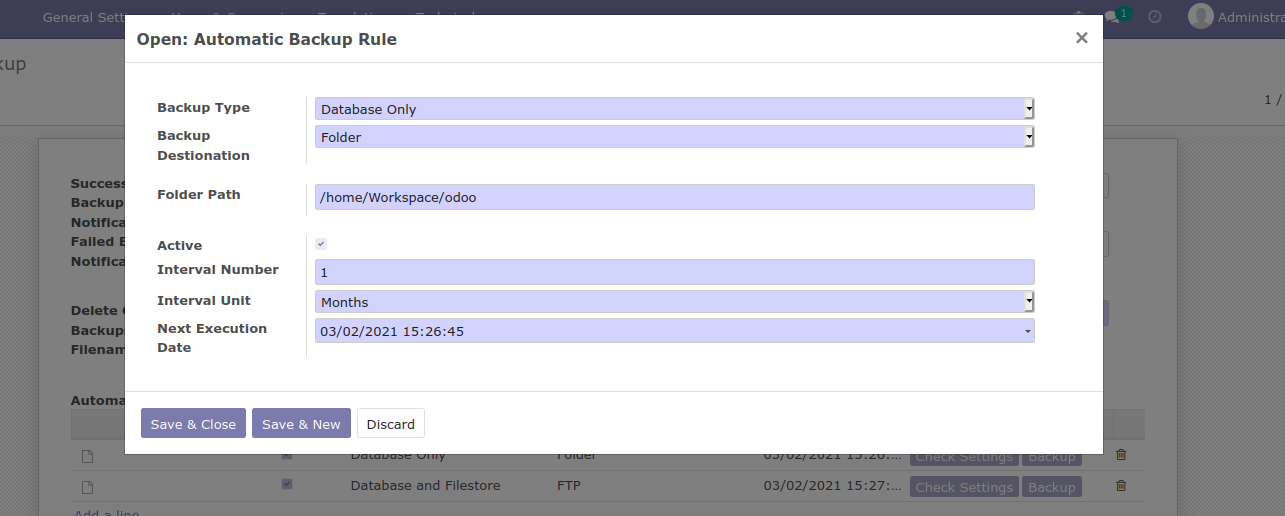 General Setti
1
Administra
Open: Automatic Backup Rule
×
kup
1 /
Backup Type
Database Only
Backup Destionation
Folder
Folder Path
/home/Workspace/odoo
Active
Interval Number
1
Interval Unit
Months
Next Execution Date
03/02/2021 15:26:45
Success
Backup
Notifica
Failed B
Notifica
Delete
Backup
Filenam
Automa
Save & Close
Save & New
Discard
Database Only Folder 03/02/2021 15:26:... Check Settings Backup
Database and Filestore FTP 03/02/2021 15:27:... Check Settings Backup
Add a line